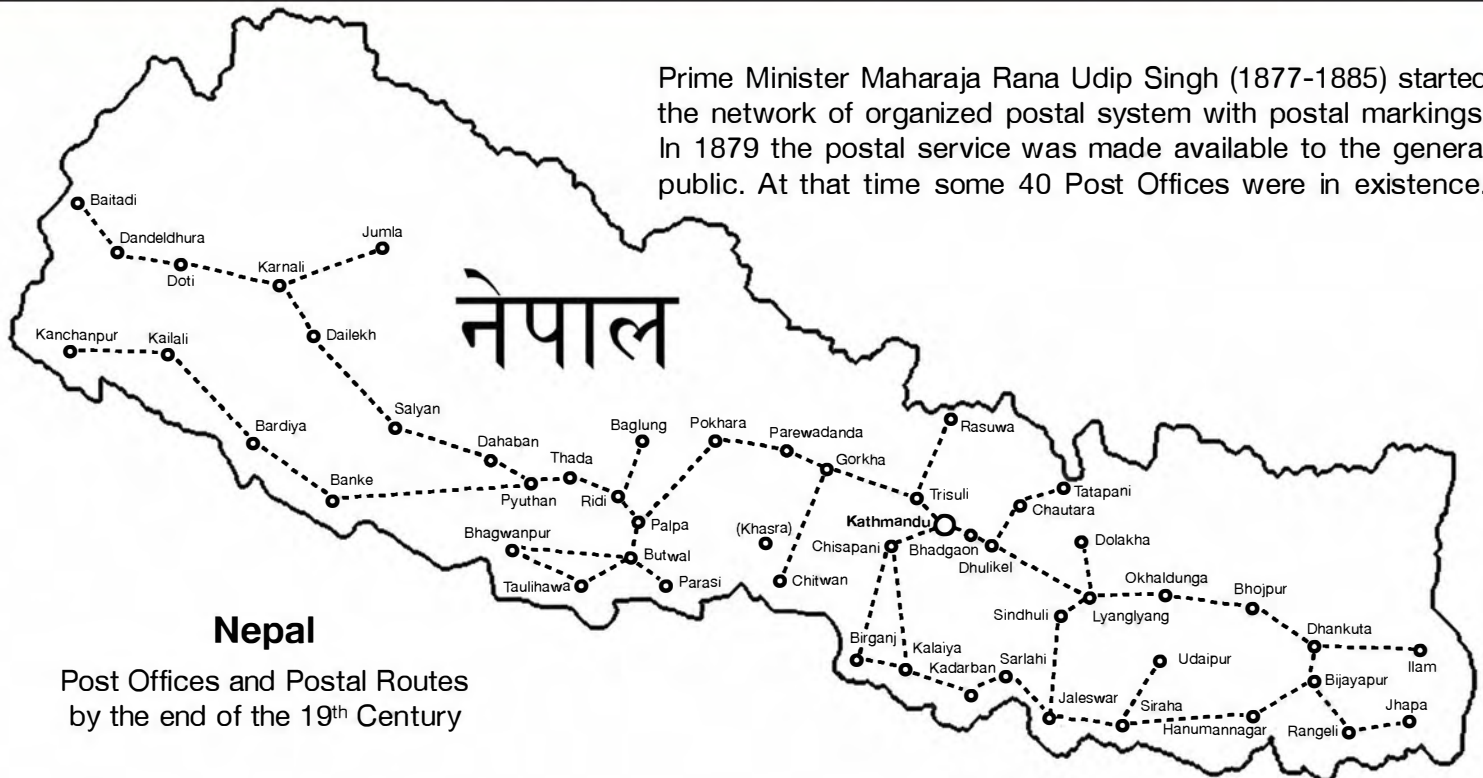 Prime Minister Maharaja Rana Udip Singh (1877-1885) started
the network of organized postal system with postal markings
In 1879 the postal service was made available to the genera
public. At that time some 40 Post Offices were in existence.
Baitadi
Dandeldhura
Doti
Karnali
Jumla
नेपाल
Kanchanpur
Kailali
Dailekh
Salyan
Bardiya
Banke
Dahaban
Pyuthan
Thada
Ridi
Baglung
Pokhara
Parewadanda
Gorkha
Rasuwa
Trisuli
Tatapani
Chautara
Palpa
(Khasra)
Kathmandu
Chisapani
Bhadgaon
Dhulikel
Dolakha
Bhagwanpur
Butwal
Taulihawa
Parasi
Chitwan
Okhaldunga
Bhojpur
Sindhuli
Lyanglyang
Dhankuta
Ilam
Birganj
Kalaiya
Kadarban
Sarlahi
Udaipur
Bijayapur
Jaleswar
Siraha
Hanumannagar
Rangeli
Jhapa
Nepal
Post Offices and Postal Routes
by the end of the 19th Century